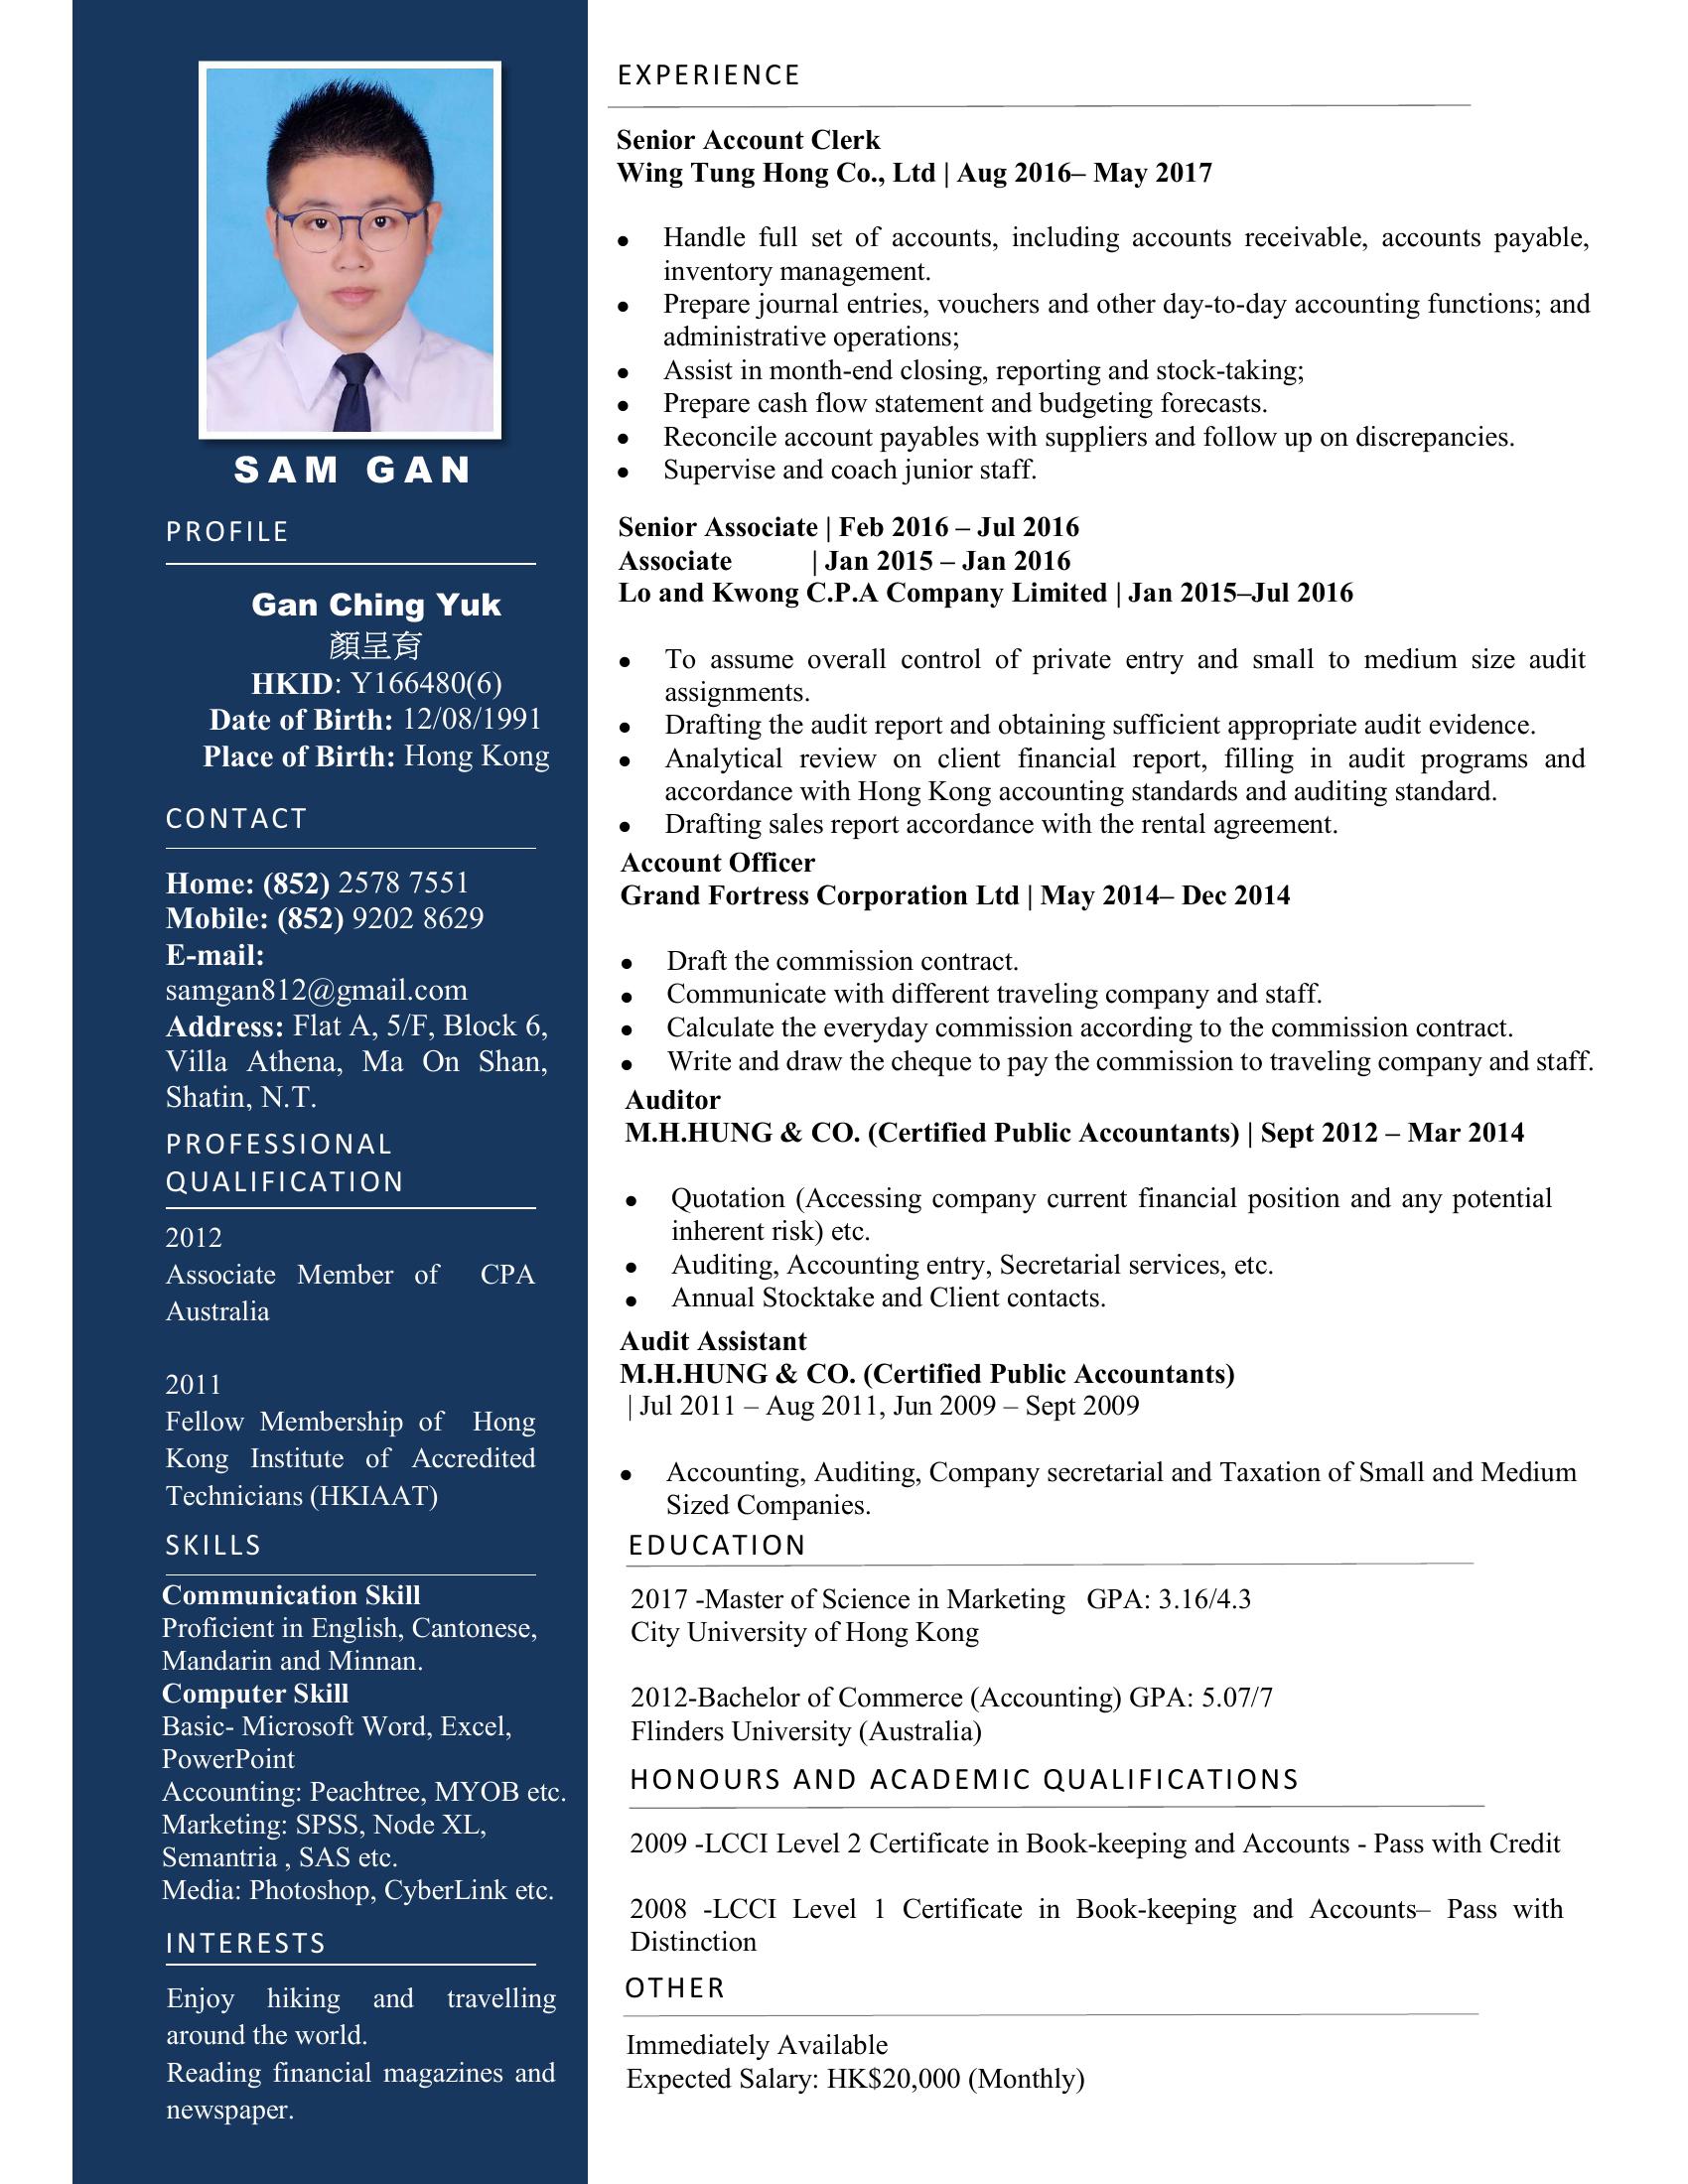 SAM GAN
PROFILE
Gan Ching Yuk
顏呈育
HKID: Y166480(6)
Date of Birth: 12/08/1991
Place of Birth: Hong Kong
CONTACT
Home: (852) 2578 7551
Mobile: (852) 9202 8629
E-mail:
samgan812@gmail.com
Address: Flat A, 5/F, Block 6,
Villa Athena, Ma On Shan,
Shatin, N.T.
PROFESSIONAL
QUALIFICATION
2012
Associate Member of CPA
Australia
2011
Fellow Membership of Hong
Kong Institute of Accredited
Technicians (HKIAAT)
SKILLS
Communication Skill
Proficient in English, Cantonese,
Mandarin and Minnan.
Computer Skill
Basic- Microsoft Word, Excel,
PowerPoint
Accounting: Peachtree, MYOB etc.
Marketing: SPSS, Node XL,
Semantria , SAS etc.
Media: Photoshop, CyberLink etc.
INTERESTS
Enjoy hiking and travelling
around the world.
Reading financial magazines and
newspaper.
EXPERIENCE
Senior Account Clerk
Wing Tung Hong Co., Ltd | Aug 2016– May 2017
● Handle full set of accounts, including accounts receivable, accounts payable,
inventory management.
● Prepare journal entries, vouchers and other day-to-day accounting functions; and
administrative operations;
● Assist in month-end closing, reporting and stock-taking;
● Prepare cash flow statement and budgeting forecasts.
● Reconcile account payables with suppliers and follow up on discrepancies.
● Supervise and coach junior staff.
Senior Associate | Feb 2016 – Jul 2016
Associate | Jan 2015 – Jan 2016
Lo and Kwong C.P.A Company Limited | Jan 2015–Jul 2016
● To assume overall control of private entry and small to medium size audit
assignments.
● Drafting the audit report and obtaining sufficient appropriate audit evidence.
● Analytical review on client financial report, filling in audit programs and
accordance with Hong Kong accounting standards and auditing standard.
● Drafting sales report accordance with the rental agreement.
Account Officer
Grand Fortress Corporation Ltd | May 2014– Dec 2014
● Draft the commission contract.
● Communicate with different traveling company and staff.
● Calculate the everyday commission according to the commission contract.
● Write and draw the cheque to pay the commission to traveling company and staff.
Auditor
M.H.HUNG & CO. (Certified Public Accountants) | Sept 2012 – Mar 2014
● Quotation (Accessing company current financial position and any potential
inherent risk) etc.
● Auditing, Accounting entry, Secretarial services, etc.
● Annual Stocktake and Client contacts.
Audit Assistant
M.H.HUNG & CO. (Certified Public Accountants)
| Jul 2011 – Aug 2011, Jun 2009 – Sept 2009
● Accounting, Auditing, Company secretarial and Taxation of Small and Medium
Sized Companies.
EDUCATION
2017 -Master of Science in Marketing GPA: 3.16/4.3
City University of Hong Kong
2012-Bachelor of Commerce (Accounting) GPA: 5.07/7
Flinders University (Australia)
HONOURS AND ACADEMIC QUALIFICATIONS
2009 -LCCI Level 2 Certificate in Book-keeping and Accounts - Pass with Credit
2008 -LCCI Level 1 Certificate in Book-keeping and Accounts– Pass with
Distinction
OTHER
Immediately Available
Expected Salary: HK$20,000 (Monthly)